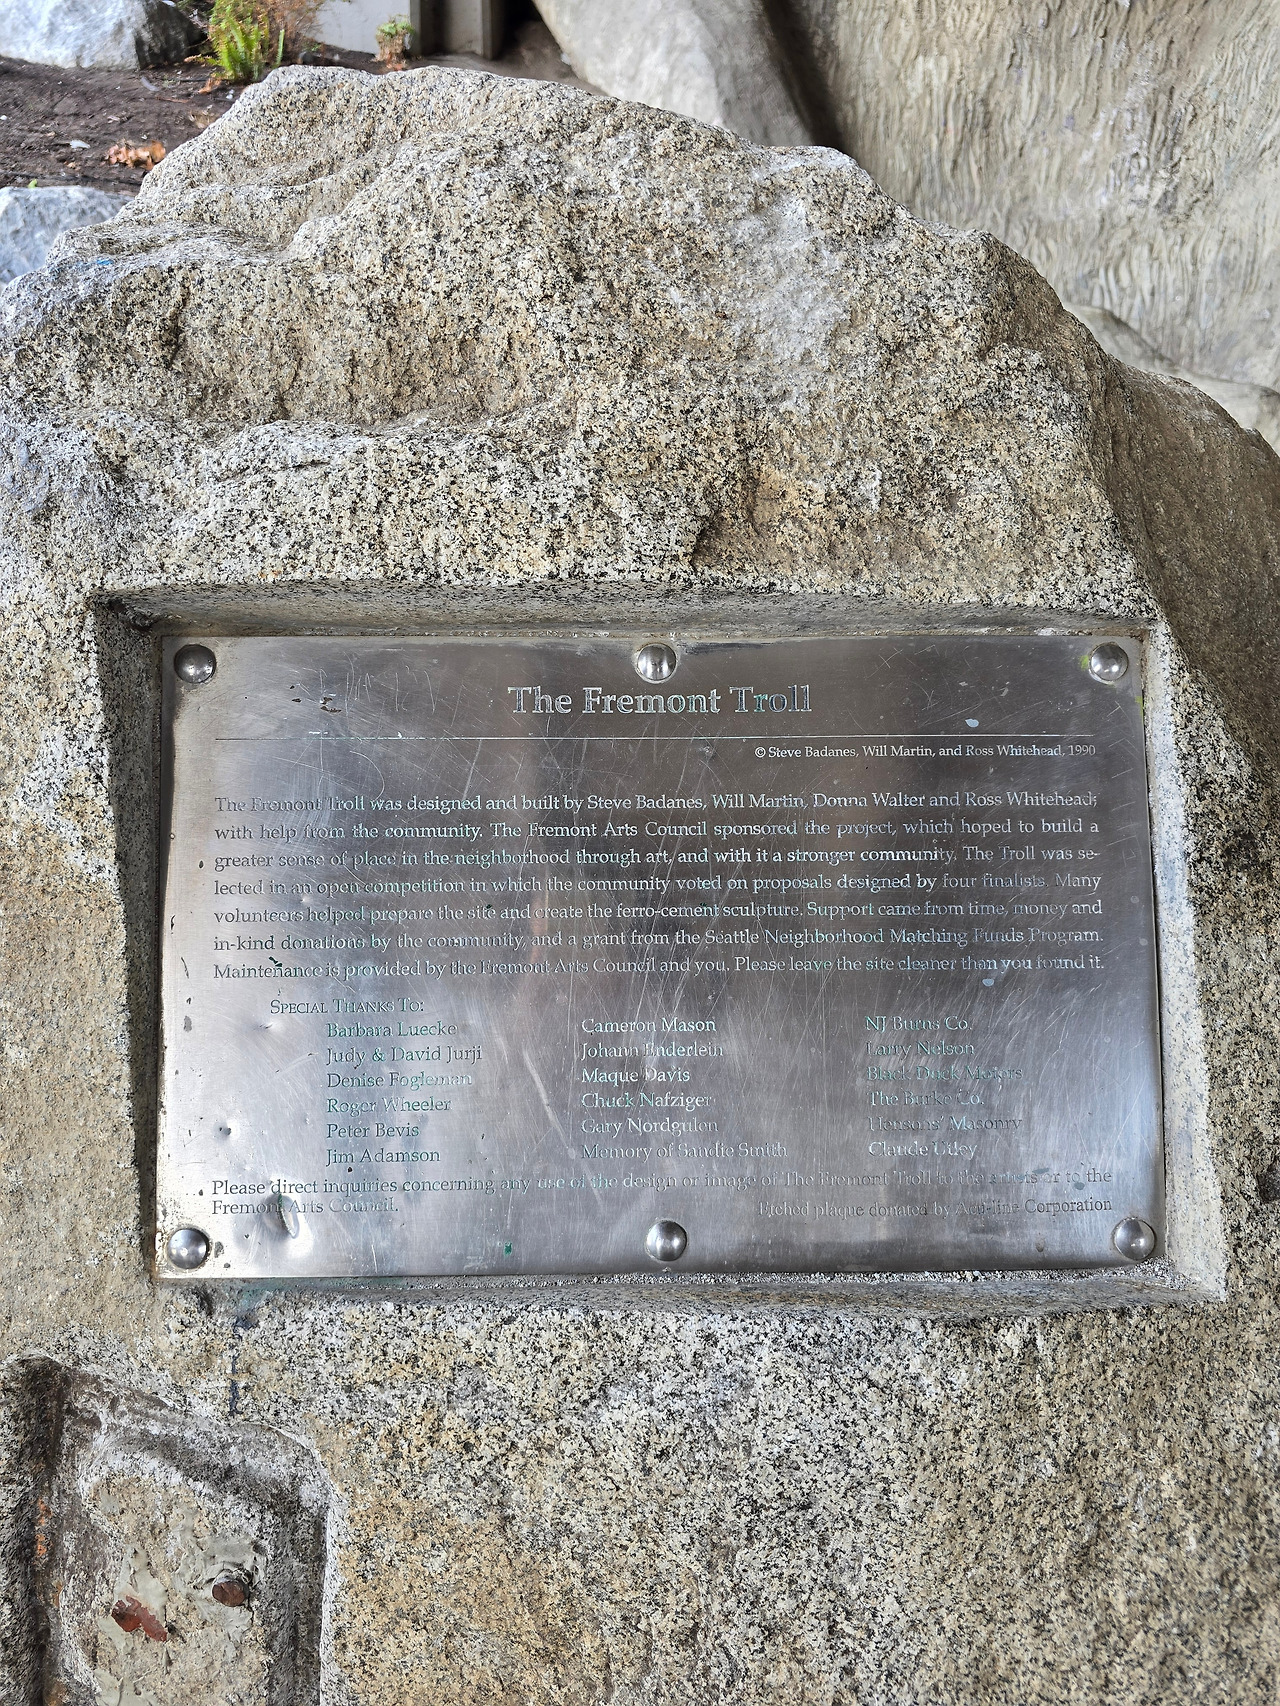 The Fremont Troll
© Steve Badanes, Will Martin, and Ross Whitehead, 1990
The Fremont Troll was designed and built by Steve Badanes, Will Martin, Donna Walter and Ross Whitehead;
with help from the community. The Fremont Arts Council sponsored the project, which hoped to build a
greater sense of place in the neighborhood through art, and with it a stronger community. The Troll was se-
lected in an open competition in which the community voted on proposals designed by four finalists. Many
volunteers helped prepare the site and create the ferro-cement sculpture. Support came from time, money and
in-kind donations by the community, and a grant from the Seattle Neighborhood Matching Funds Program.
Maintenance is provided by the Fremont Arts Council and you. Please leave the site cleaner than you found it.
Special Thanks To:
Barbara Luecke Cameron Mason NJ Burns Co.
Judy & David Jurji Johann Enderlein Larry Nelson
Denise Fogleman Maque Davis Black Duck Motors
Roger Wheeler Chuck Nafziger The Burke Co.
Peter Bevis Gary Nordgulen Hensons' Masonry
Jim Adamson Memory of Sandie Smith Claude Utley
Please direct inquiries concerning any use of the design or image of The Fremont Troll to the artists or to the
Fremont Arts Council. Etched plaque donated by Acu-line Corporation